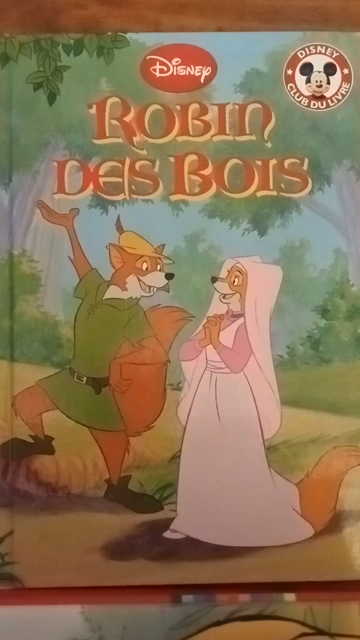 DISNEY
CLUB DU LIVRE
DISNEY
ROBIN
DES BOIS